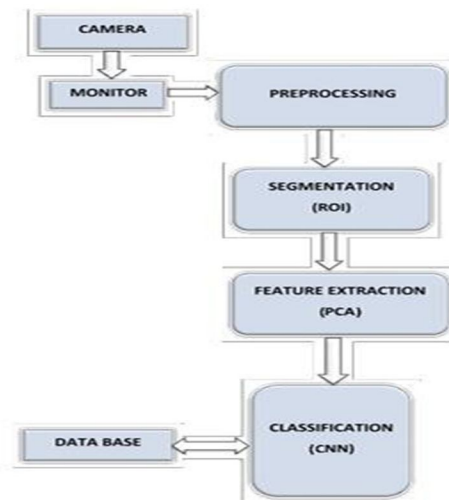 CAMERA
MONITOR
PREPROCESSING
SEGMENTATION
(ROI)
FEATURE EXTRACTION
(PCA)
CLASSIFICATION
(CNN)
DATA BASE